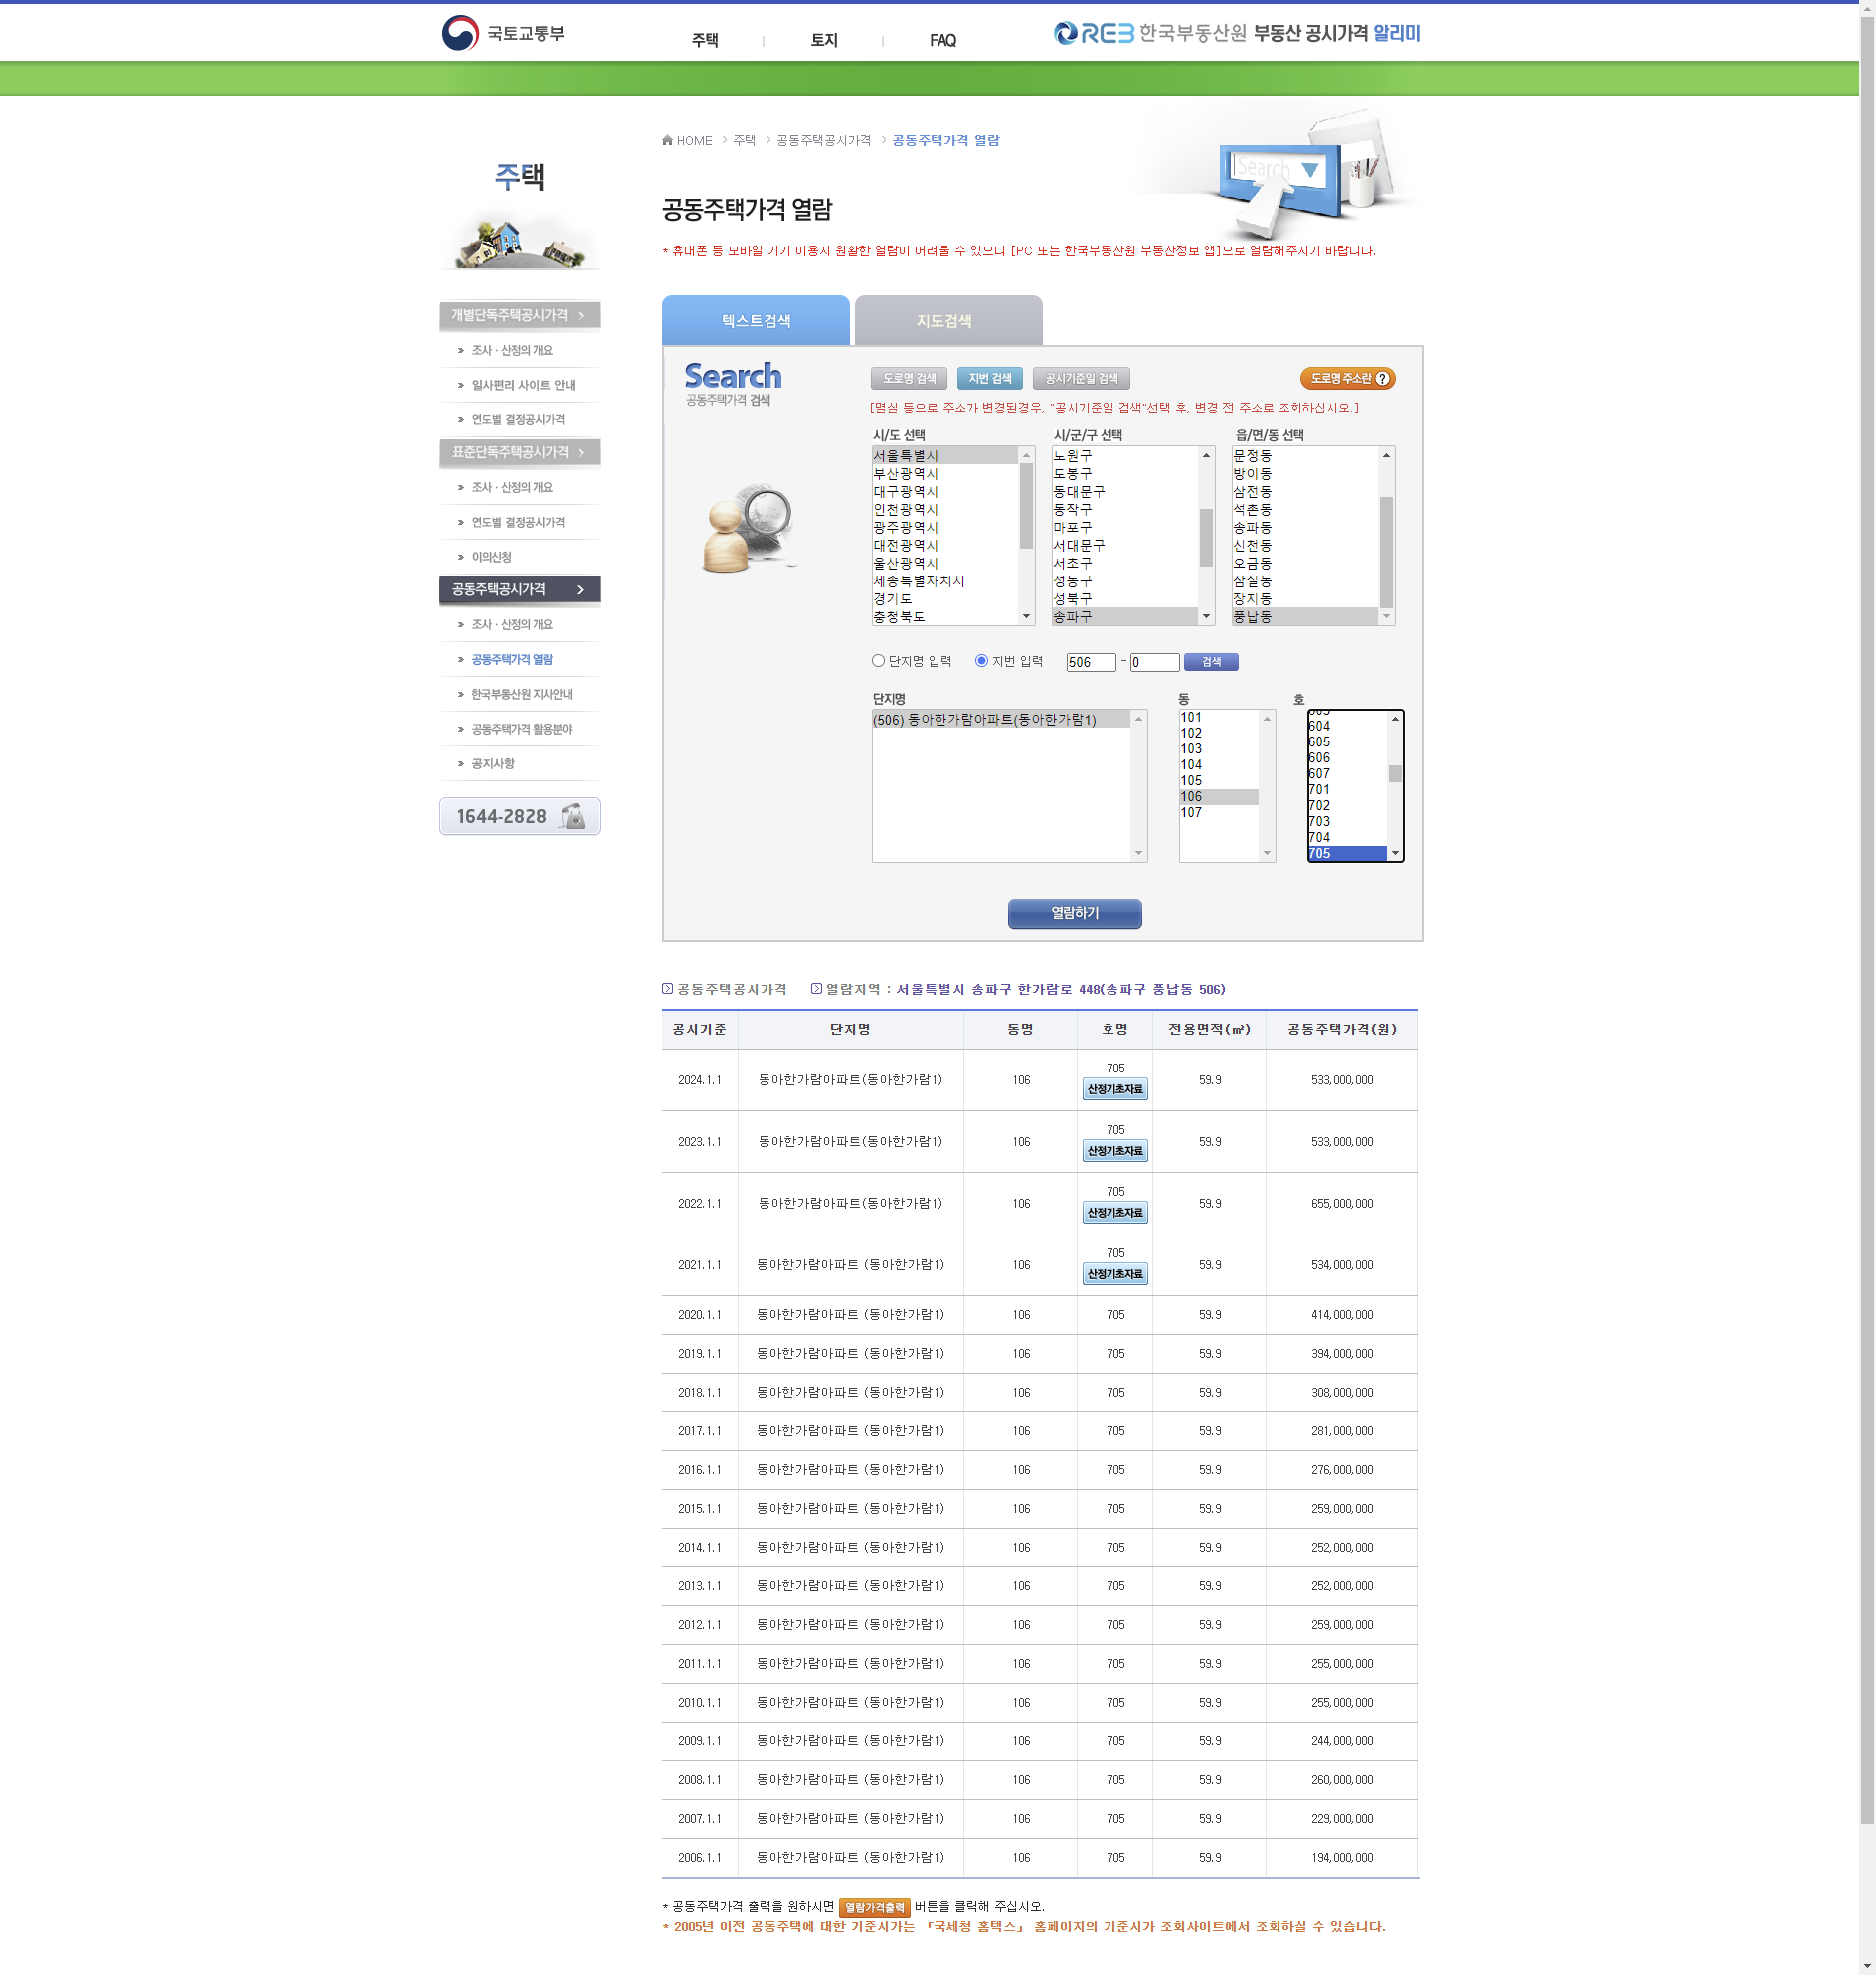 국토교통부
주택
토지
FAQ
REB 한국부동산원 부동산 공시가격 알리미
HOME > 주택 > 공동주택공시가격 > 공동주택가격 열람
주택
Search
공동주택가격 열람
* 휴대폰 등 모바일 기기 이용시 원활한 열람이 어려울 수 있으니 [PC 또는 한국부동산원 부동산정보 앱]으로 열람해주시기 바랍니다.
개별단독주택공시가격
조사 · 산정의 개요
일사편리 사이트 안내
연도별 결정공시가격
표준단독주택공시가격
조사 · 산정의 개요
연도별 결정공시가격
이의신청
공동주택공시가격
조사 · 산정의 개요
공동주택가격 열람
한국부동산원 지사안내
공동주택가격 활용분야
공지사항
1644-2828
텍스트검색
지도검색
Search
공동주택가격 검색
도로명 검색
지번 검색
공시기준일 검색
도로명 주소란 ?
[멸실 등으로 주소가 변경된경우, "공시기준일 검색"선택 후, 변경 전 주소로 조회하십시오.]
시/도 선택
서울특별시
부산광역시
대구광역시
인천광역시
광주광역시
대전광역시
울산광역시
세종특별자치시
경기도
충청북도
시/군/구 선택
노원구
도봉구
동대문구
동작구
마포구
서대문구
서초구
성동구
성북구
송파구
읍/면/동 선택
문정동
방이동
삼전동
석촌동
송파동
신천동
오금동
잠실동
장지동
풍납동
단지명 입력 지번 입력 506 - 0 검색
단지명
(506) 동아한가람아파트(동아한가람1)
동
101
102
103
104
105
106
107
호
603
604
605
606
607
701
702
703
704
705
열람하기
공동주택공시가격 열람지역 : 서울특별시 송파구 한가람로 448(송파구 풍납동 506)
공시기준 단지명 동명 호명 전용면적(㎡) 공동주택가격(원)
2024.1.1 동아한가람아파트(동아한가람1) 106 705 산정기초자료 59.9 533,000,000
2023.1.1 동아한가람아파트(동아한가람1) 106 705 산정기초자료 59.9 533,000,000
2022.1.1 동아한가람아파트(동아한가람1) 106 705 산정기초자료 59.9 655,000,000
2021.1.1 동아한가람아파트 (동아한가람1) 106 705 산정기초자료 59.9 534,000,000
2020.1.1 동아한가람아파트 (동아한가람1) 106 705 59.9 414,000,000
2019.1.1 동아한가람아파트 (동아한가람1) 106 705 59.9 394,000,000
2018.1.1 동아한가람아파트 (동아한가람1) 106 705 59.9 308,000,000
2017.1.1 동아한가람아파트 (동아한가람1) 106 705 59.9 281,000,000
2016.1.1 동아한가람아파트 (동아한가람1) 106 705 59.9 276,000,000
2015.1.1 동아한가람아파트 (동아한가람1) 106 705 59.9 259,000,000
2014.1.1 동아한가람아파트 (동아한가람1) 106 705 59.9 252,000,000
2013.1.1 동아한가람아파트 (동아한가람1) 106 705 59.9 252,000,000
2012.1.1 동아한가람아파트 (동아한가람1) 106 705 59.9 259,000,000
2011.1.1 동아한가람아파트 (동아한가람1) 106 705 59.9 255,000,000
2010.1.1 동아한가람아파트 (동아한가람1) 106 705 59.9 255,000,000
2009.1.1 동아한가람아파트 (동아한가람1) 106 705 59.9 244,000,000
2008.1.1 동아한가람아파트 (동아한가람1) 106 705 59.9 260,000,000
2007.1.1 동아한가람아파트 (동아한가람1) 106 705 59.9 229,000,000
2006.1.1 동아한가람아파트 (동아한가람1) 106 705 59.9 194,000,000
* 공동주택가격 출력을 원하시면 열람가격출력 버튼을 클릭해 주십시오.
* 2005년 이전 공동주택에 대한 기준시가는 「국세청 홈텍스」 홈페이지의 기준시가 조회사이트에서 조회하실 수 있습니다.